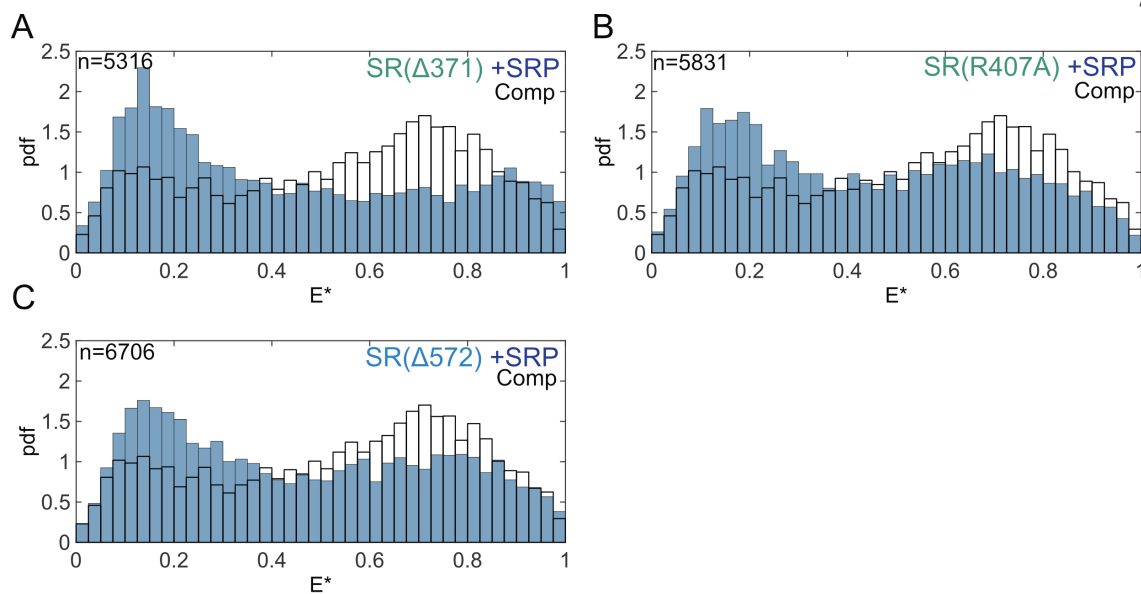 A
2.5
2
1.5
1
0.5
0
pdf
n=5316
SR(Δ371) +SRP
Comp
0 0.2 0.4 0.6 0.8 1
E*
B
2.5
2
1.5
1
0.5
0
pdf
n=5831
SR(R407A) +SRP
Comp
0 0.2 0.4 0.6 0.8 1
E*
C
2.5
2
1.5
1
0.5
0
pdf
n=6706
SR(Δ572) +SRP
Comp
0 0.2 0.4 0.6 0.8 1
E*